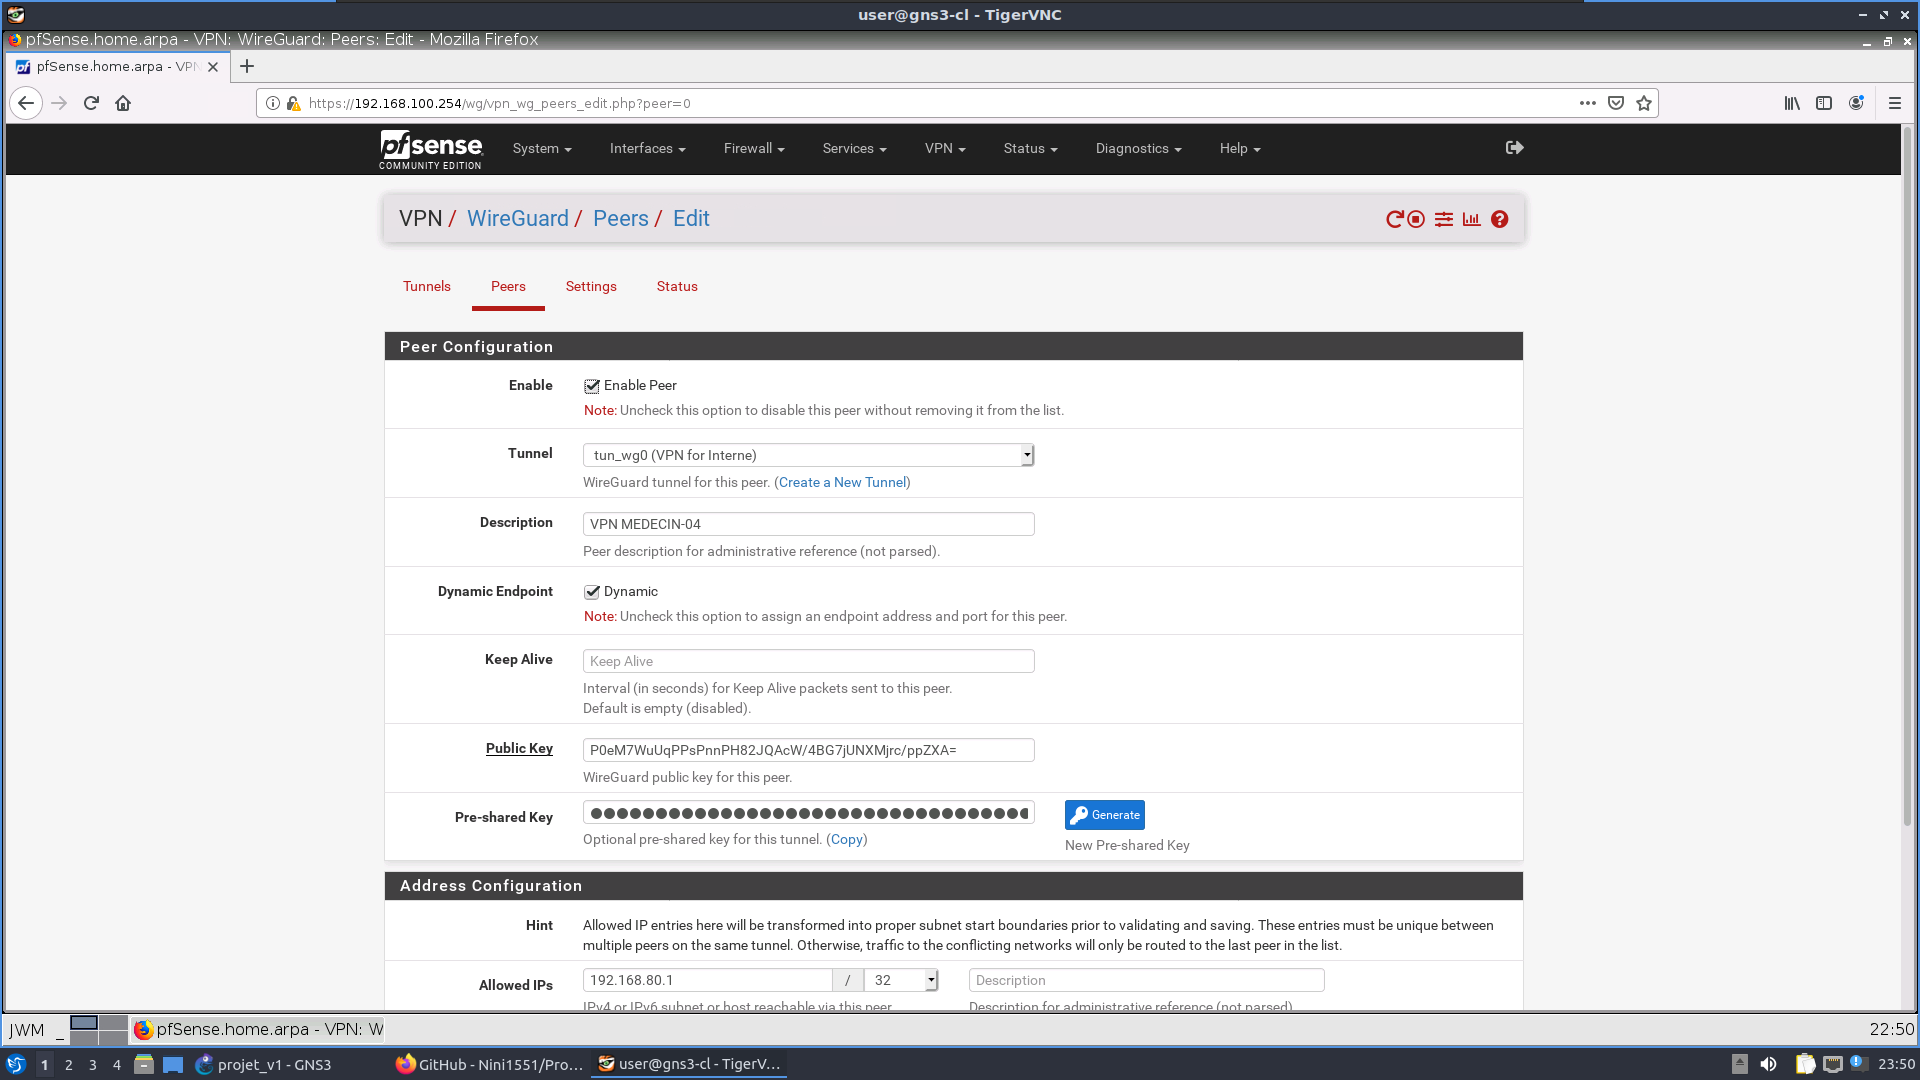 user@gns3-cl - TigerVNC
pfSense.home.arpa - VPN: WireGuard: Peers: Edit - Mozilla Firefox
pfSense.home.arpa - VPN
https://192.168.100.254/wg/vpn_wg_peers_edit.php?peer=0
pfsense
COMMUNITY EDITION
System
Interfaces
Firewall
Services
VPN
Status
Diagnostics
Help
VPN / WireGuard / Peers / Edit
Tunnels
Peers
Settings
Status
Peer Configuration
Enable
Enable Peer
Note: Uncheck this option to disable this peer without removing it from the list.
Tunnel
tun_wg0 (VPN for Interne)
WireGuard tunnel for this peer. (Create a New Tunnel)
Description
VPN MEDECIN-04
Peer description for administrative reference (not parsed).
Dynamic Endpoint
Dynamic
Note: Uncheck this option to assign an endpoint address and port for this peer.
Keep Alive
Keep Alive
Interval (in seconds) for Keep Alive packets sent to this peer.
Default is empty (disabled).
Public Key
P0eM7WuUqPPsPnnPH82JQAcW/4BG7jUNXMjrc/ppZXA=
WireGuard public key for this peer.
Pre-shared Key
Generate
Optional pre-shared key for this tunnel. (Copy)
New Pre-shared Key
Address Configuration
Hint
Allowed IP entries here will be transformed into proper subnet start boundaries prior to validating and saving. These entries must be unique between
multiple peers on the same tunnel. Otherwise, traffic to the conflicting networks will only be routed to the last peer in the list.
Allowed IPs
192.168.80.1
/
32
Description
IPv4 or IPv6 subnet or host reachable via this peer.
Description for administrative reference (not parsed).
JWM
_
pfSense.home.arpa - VPN: W
22:50
1
2
3
4
projet_v1 - GNS3
GitHub - Nini1551/Pro...
user@gns3-cl - TigerV...
23:50